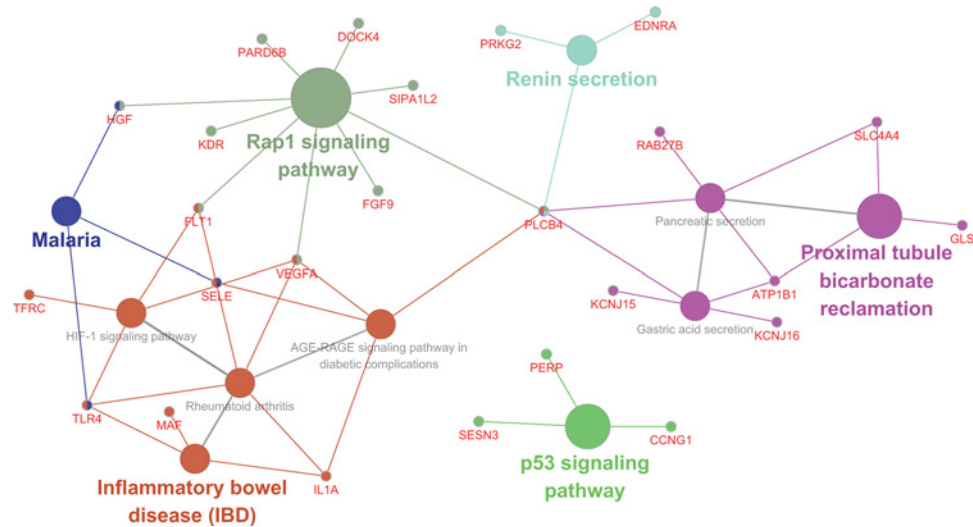 DOCK4
EDNRA
PARD6B
PRKG2
Renin secretion
SIPA1L2
HGF
KDR
Rap1 signaling
pathway
SLC4A4
RAB27B
FGF9
FLT1
PLCB4
Pancreatic secretion
GLS
Malaria
Proximal tubule
bicarbonate
reclamation
VEGFA
SELE
ATP1B1
TFRC
KCNJ15
HIF-1 signaling pathway
Gastric acid secretion
KCNJ16
AGE-RAGE signaling pathway in
diabetic complications
PERP
Rheumatoid arthritis
TLR4
MAF
SESN3
CCNG1
p53 signaling
pathway
Inflammatory bowel
disease (IBD)
IL1A